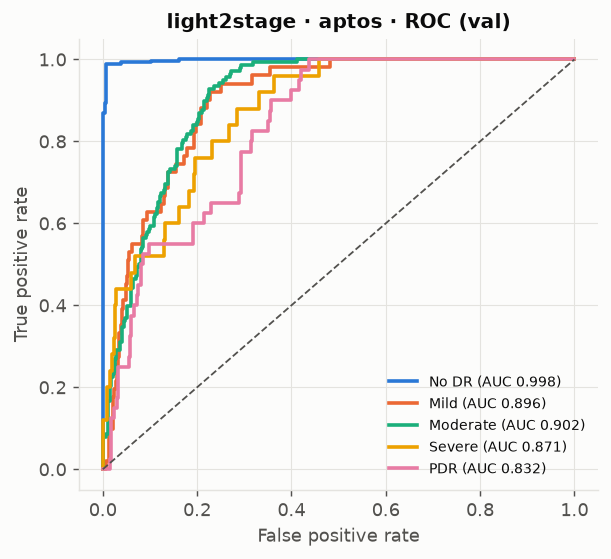 light2stage · aptos · ROC (val)
True positive rate
1.0
0.8
0.6
0.4
0.2
0.0
No DR (AUC 0.998)
Mild (AUC 0.896)
Moderate (AUC 0.902)
Severe (AUC 0.871)
PDR (AUC 0.832)
0.0 0.2 0.4 0.6 0.8 1.0
False positive rate